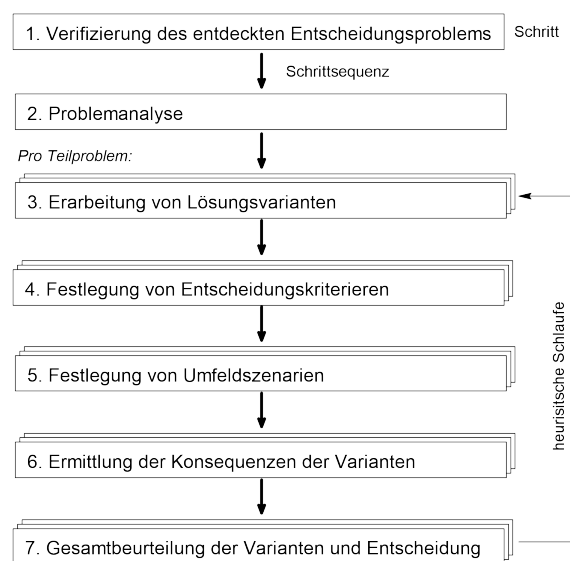 1. Verifizierung des entdeckten Entscheidungsproblems
Schritt
Schrittsequenz
2. Problemanalyse
Pro Teilproblem:
3. Erarbeitung von Lösungsvarianten
4. Festlegung von Entscheidungskriterieren
5. Festlegung von Umfeldszenarien
heurisitsche Schlaufe
6. Ermittlung der Konsequenzen der Varianten
7. Gesamtbeurteilung der Varianten und Entscheidung